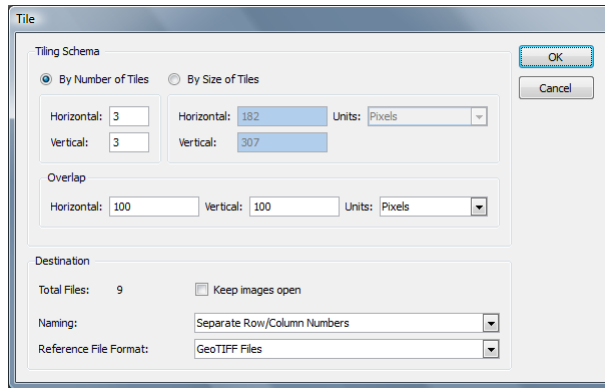 Tile
Tiling Schema
By Number of Tiles By Size of Tiles
OK
Cancel
Horizontal: 3 Horizontal: 182 Units: Pixels
Vertical: 3 Vertical: 307
Overlap
Horizontal: 100 Vertical: 100 Units: Pixels
Destination
Total Files: 9 Keep images open
Naming: Separate Row/Column Numbers
Reference File Format: GeoTIFF Files